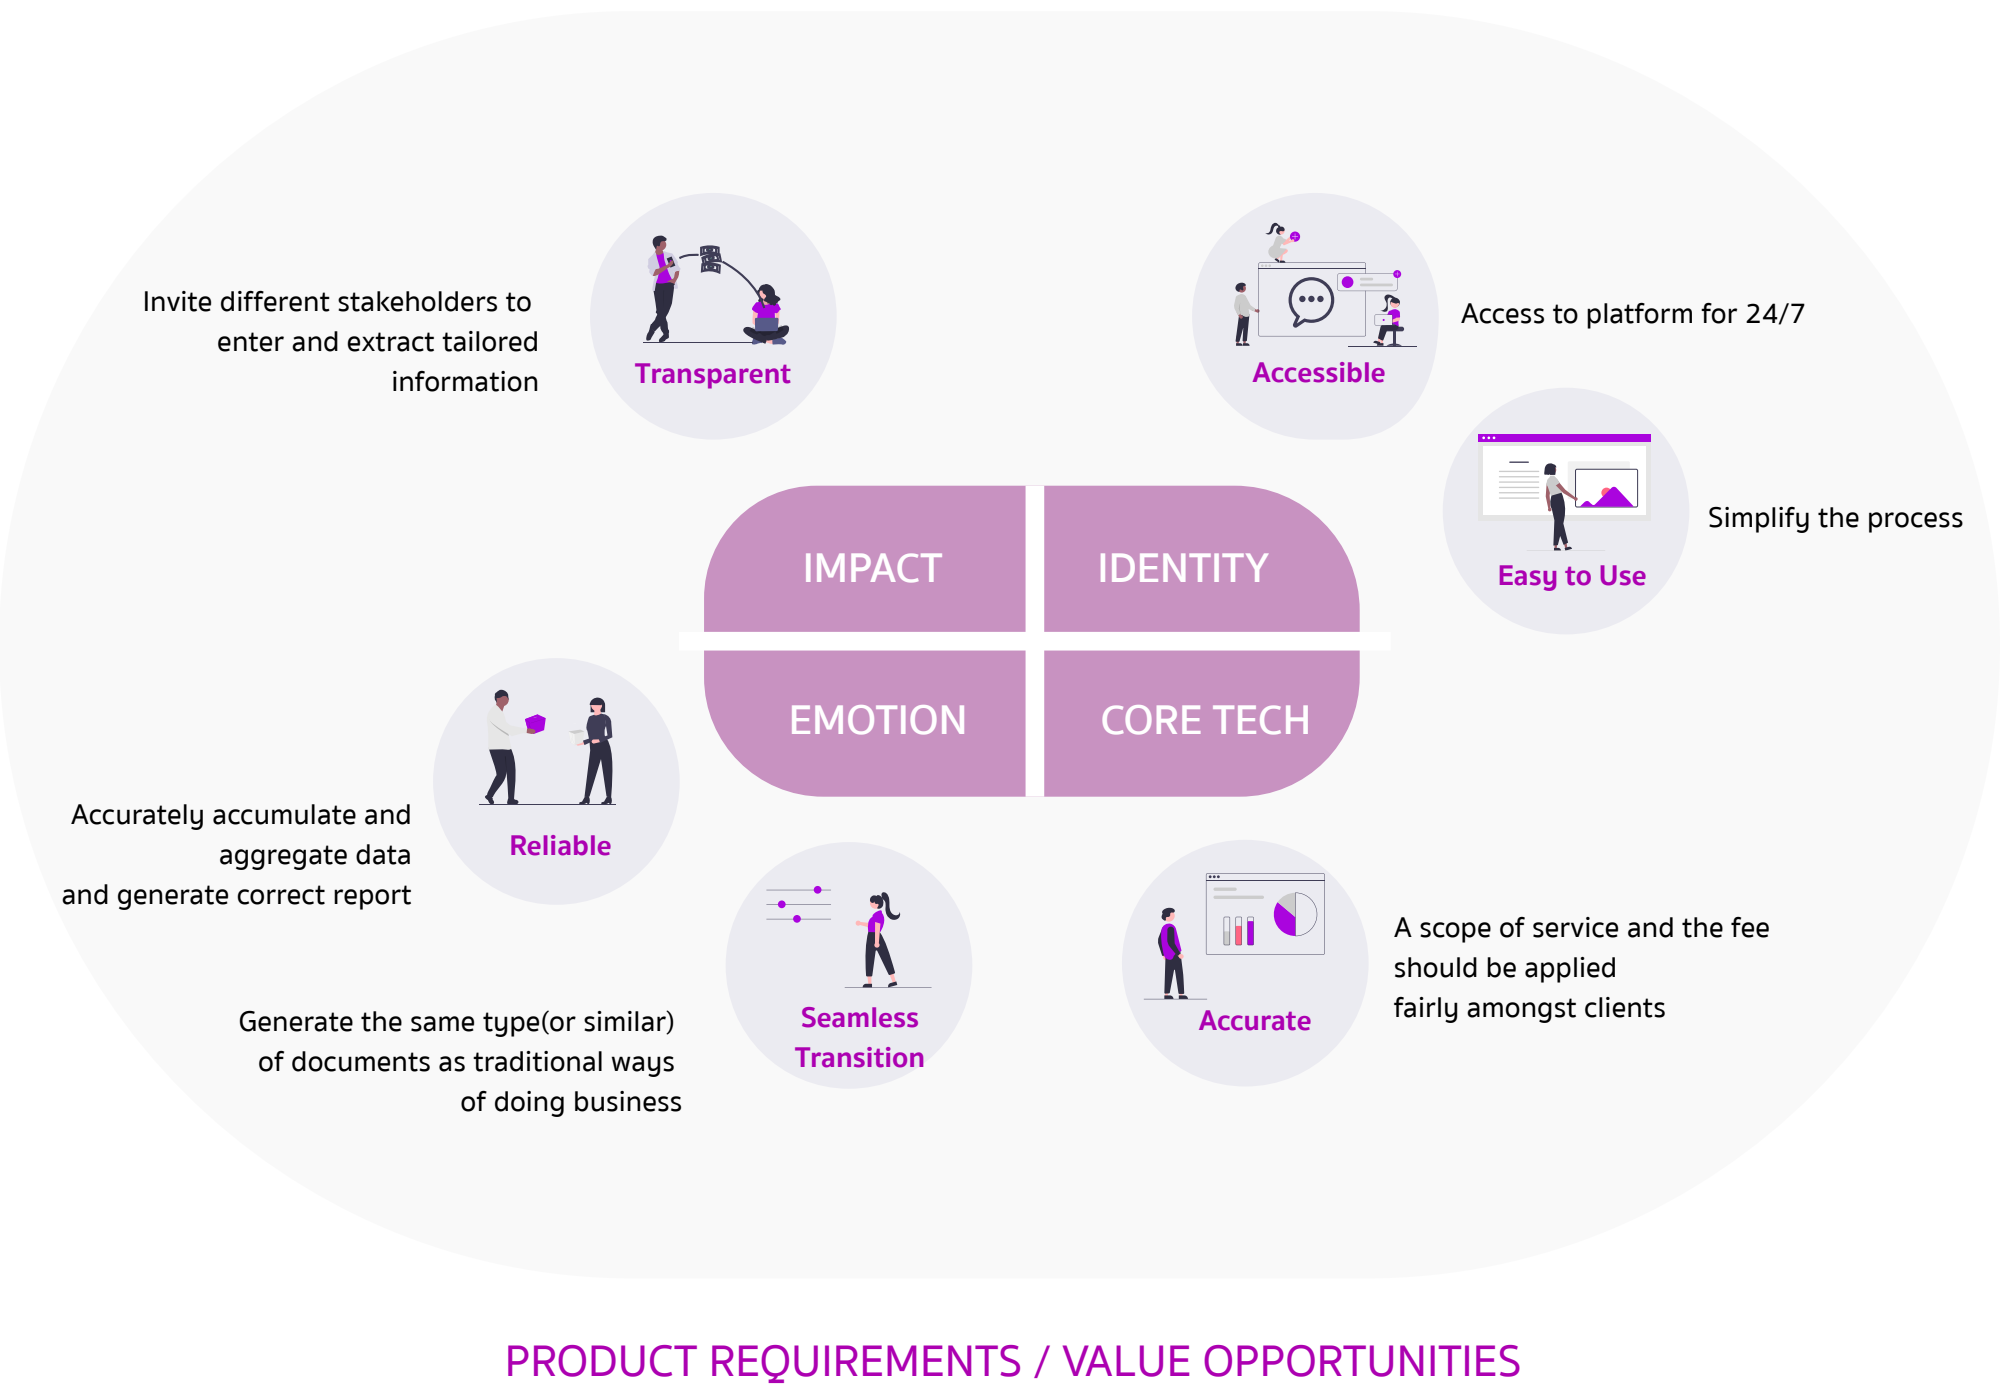 Invite different stakeholders to
enter and extract tailored
information
Transparent
Accessible
Access to platform for 24/7
Easy to Use
Simplify the process
IMPACT
IDENTITY
EMOTION
CORE TECH
Reliable
Accurately accumulate and
aggregate data
and generate correct report
Seamless
Transition
Generate the same type(or similar)
of documents as traditional ways
of doing business
Accurate
A scope of service and the fee
should be applied
fairly amongst clients
PRODUCT REQUIREMENTS / VALUE OPPORTUNITIES